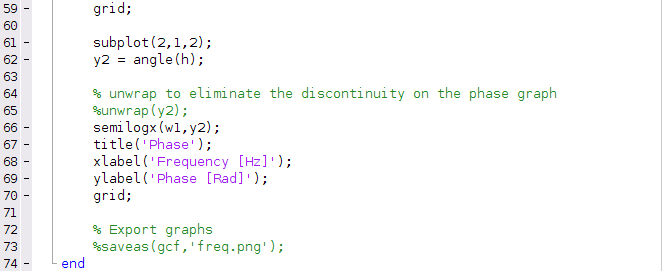 59 - grid;
60
61 - subplot(2,1,2);
62 - y2 = angle(h);
63
64 % unwrap to eliminate the discontinuity on the phase graph
65 %unwrap(y2);
66 - semilogx(w1,y2);
67 - title('Phase');
68 - xlabel('Frequency [Hz]');
69 - ylabel('Phase [Rad]');
70 - grid;
71
72 % Export graphs
73 %saveas(gcf,'freq.png');
74 - end